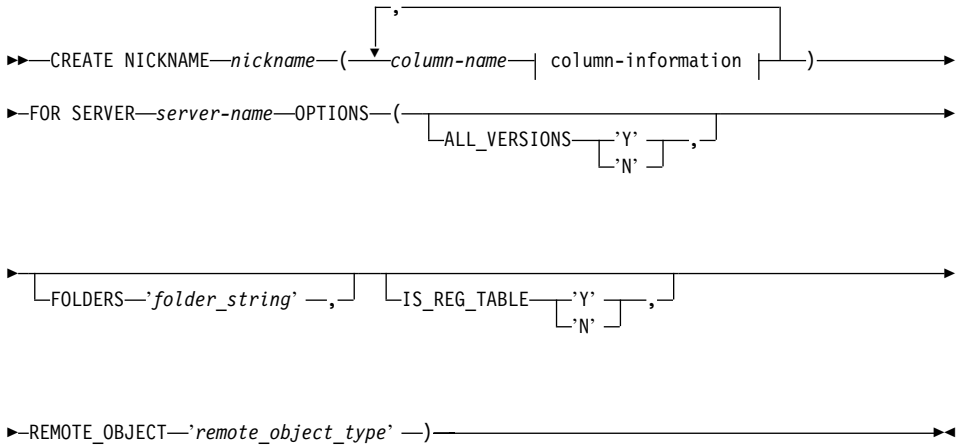 ,
CREATE NICKNAME nickname ( column-name column-information )
FOR SERVER server-name OPTIONS (
ALL_VERSIONS 'Y' ,
'N'
FOLDERS 'folder_string' , IS_REG_TABLE 'Y' ,
'N'
REMOTE_OBJECT 'remote_object_type' )